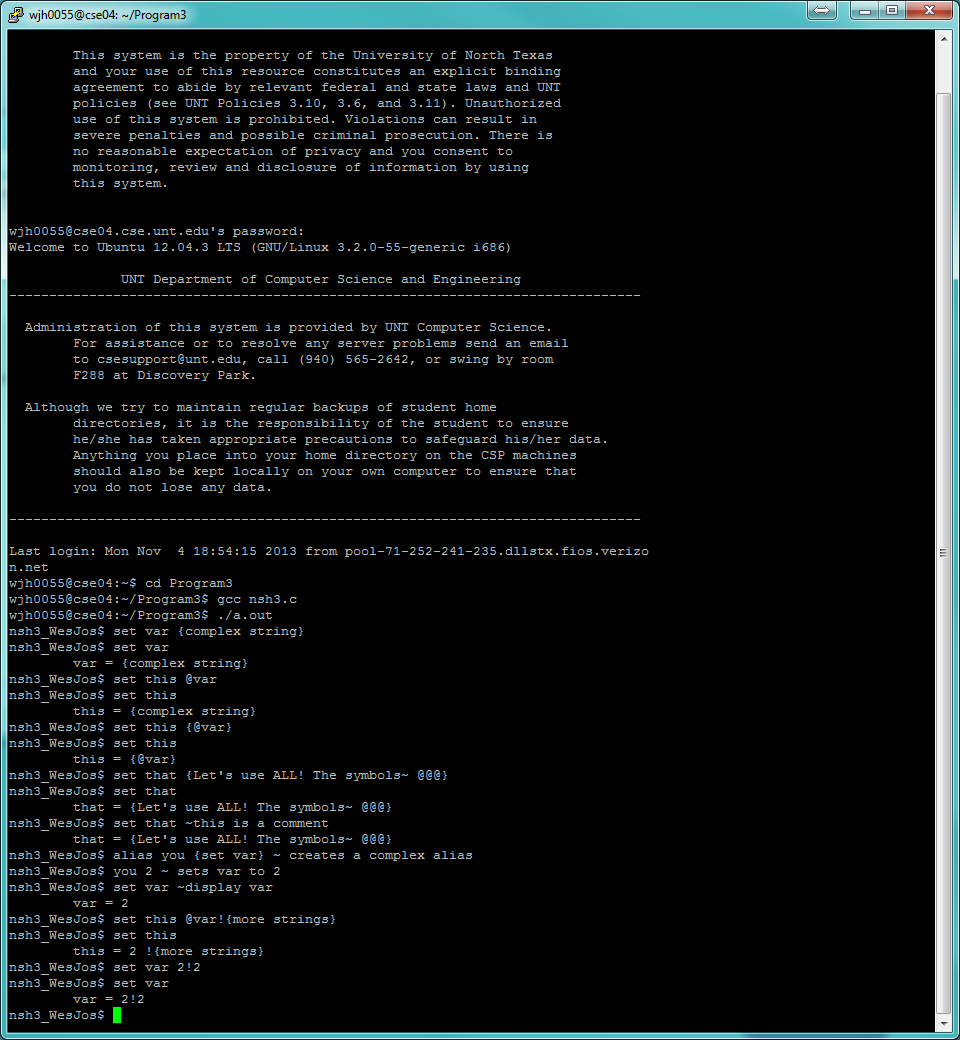 wjh0055@cse04: ~/Program3
This system is the property of the University of North Texas
and your use of this resource constitutes an explicit binding
agreement to abide by relevant federal and state laws and UNT
policies (see UNT Policies 3.10, 3.6, and 3.11). Unauthorized
use of this system is prohibited. Violations can result in
severe penalties and possible criminal prosecution. There is
no reasonable expectation of privacy and you consent to
monitoring, review and disclosure of information by using
this system.
wjh0055@cse04.cse.unt.edu's password:
Welcome to Ubuntu 12.04.3 LTS (GNU/Linux 3.2.0-55-generic i686)
UNT Department of Computer Science and Engineering
-------------------------------------------------------------------------------
Administration of this system is provided by UNT Computer Science.
For assistance or to resolve any server problems send an email
to csesupport@unt.edu, call (940) 565-2642, or swing by room
F288 at Discovery Park.
Although we try to maintain regular backups of student home
directories, it is the responsibility of the student to ensure
he/she has taken appropriate precautions to safeguard his/her data.
Anything you place into your home directory on the CSP machines
should also be kept locally on your own computer to ensure that
you do not lose any data.
-------------------------------------------------------------------------------
Last login: Mon Nov  4 18:54:15 2013 from pool-71-252-241-235.dllstx.fios.verizo
n.net
wjh0055@cse04:~$ cd Program3
wjh0055@cse04:~/Program3$ gcc nsh3.c
wjh0055@cse04:~/Program3$ ./a.out
nsh3_WesJos$ set var {complex string}
nsh3_WesJos$ set var
var = {complex string}
nsh3_WesJos$ set this @var
nsh3_WesJos$ set this
this = {complex string}
nsh3_WesJos$ set this {@var}
nsh3_WesJos$ set this
this = {@var}
nsh3_WesJos$ set that {Let's use ALL! The symbols~ @@@}
nsh3_WesJos$ set that
that = {Let's use ALL! The symbols~ @@@}
nsh3_WesJos$ set that ~this is a comment
that = {Let's use ALL! The symbols~ @@@}
nsh3_WesJos$ alias you {set var} ~ creates a complex alias
nsh3_WesJos$ you 2 ~ sets var to 2
nsh3_WesJos$ set var ~display var
var = 2
nsh3_WesJos$ set this @var!{more strings}
nsh3_WesJos$ set this
this = 2 !{more strings}
nsh3_WesJos$ set var 2!2
nsh3_WesJos$ set var
var = 2!2
nsh3_WesJos$